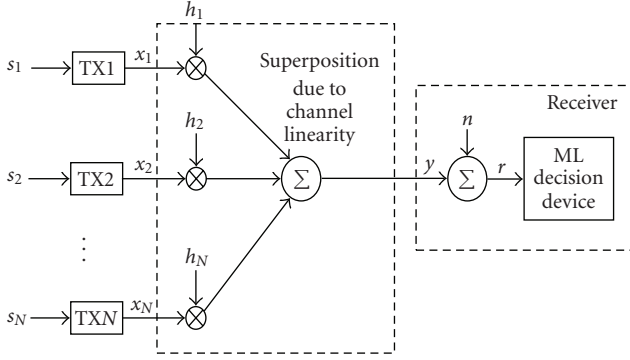 h1
s1
TX1
x1
Superposition
due to
channel
linearity
Receiver
h2
n
s2
TX2
x2
∑
y
∑
r
ML
decision
device
⋮
hN
sN
TXN
xN